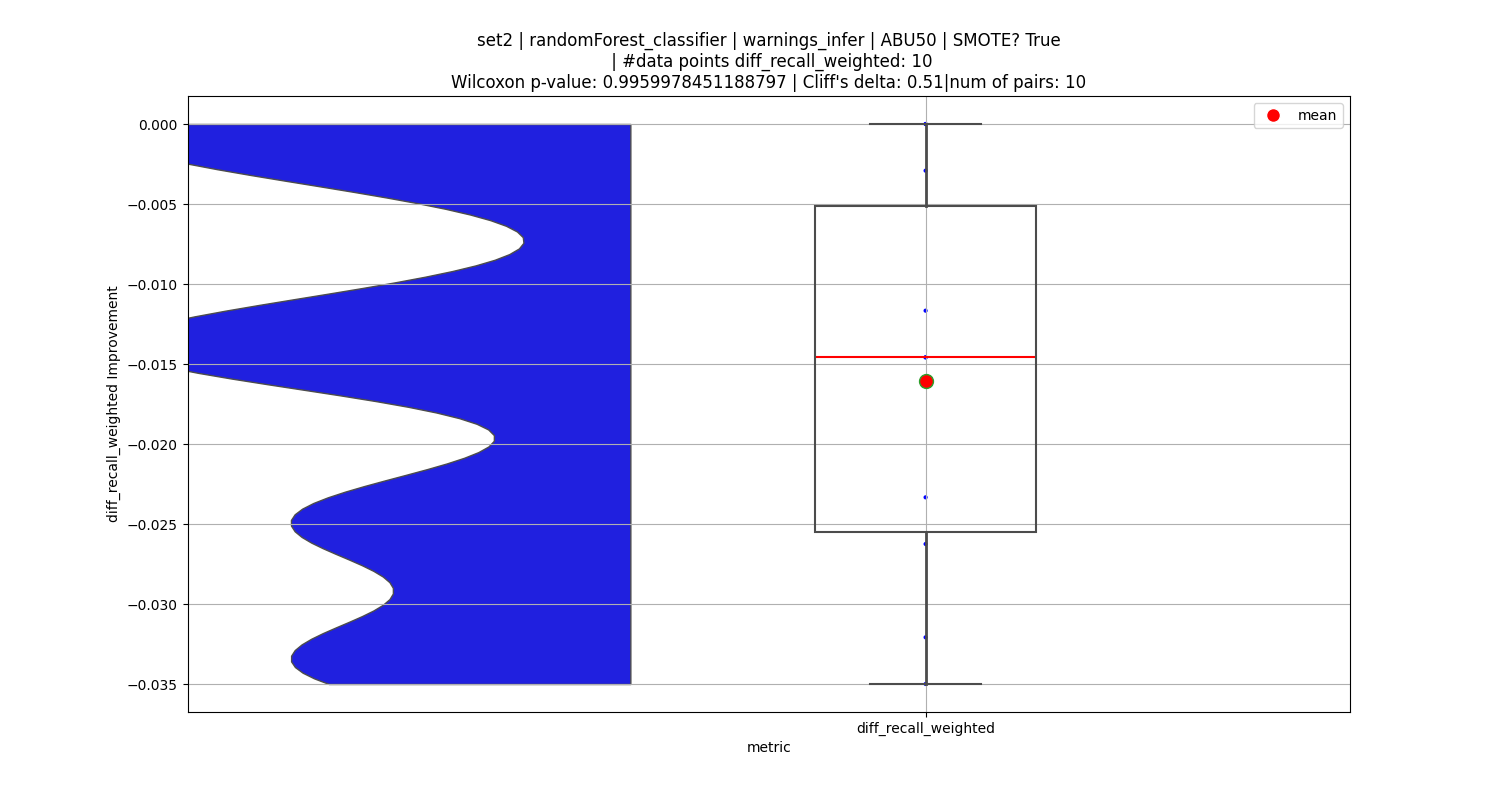 set2 | randomForest_classifier | warnings_infer | ABU50 | SMOTE? True
| #data points diff_recall_weighted: 10
Wilcoxon p-value: 0.9959978451188797 | Cliff's delta: 0.51|num of pairs: 10
mean
0.000
−0.005
−0.010
−0.015
−0.020
−0.025
−0.030
−0.035
diff_recall_weighted Improvement
diff_recall_weighted
metric